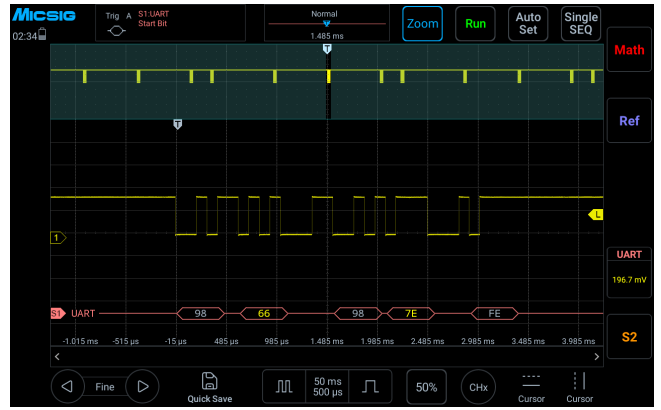 Micsig
02:34
Trig A S1:UART
Start Bit
Normal
T
1.485 ms
Zoom
Run
Auto
Set
Single
SEQ
Math
T
T
Ref
L
1
UART
196.7 mV
S1 UART
98
66
98
7E
FE
-1.015 ms
-515 µs
-15 µs
485 µs
985 µs
1.485 ms
1.985 ms
2.485 ms
2.985 ms
3.485 ms
3.985 ms
S2
< >
Fine
Quick Save
50 ms
500 µs
50%
CHx
Cursor
Cursor